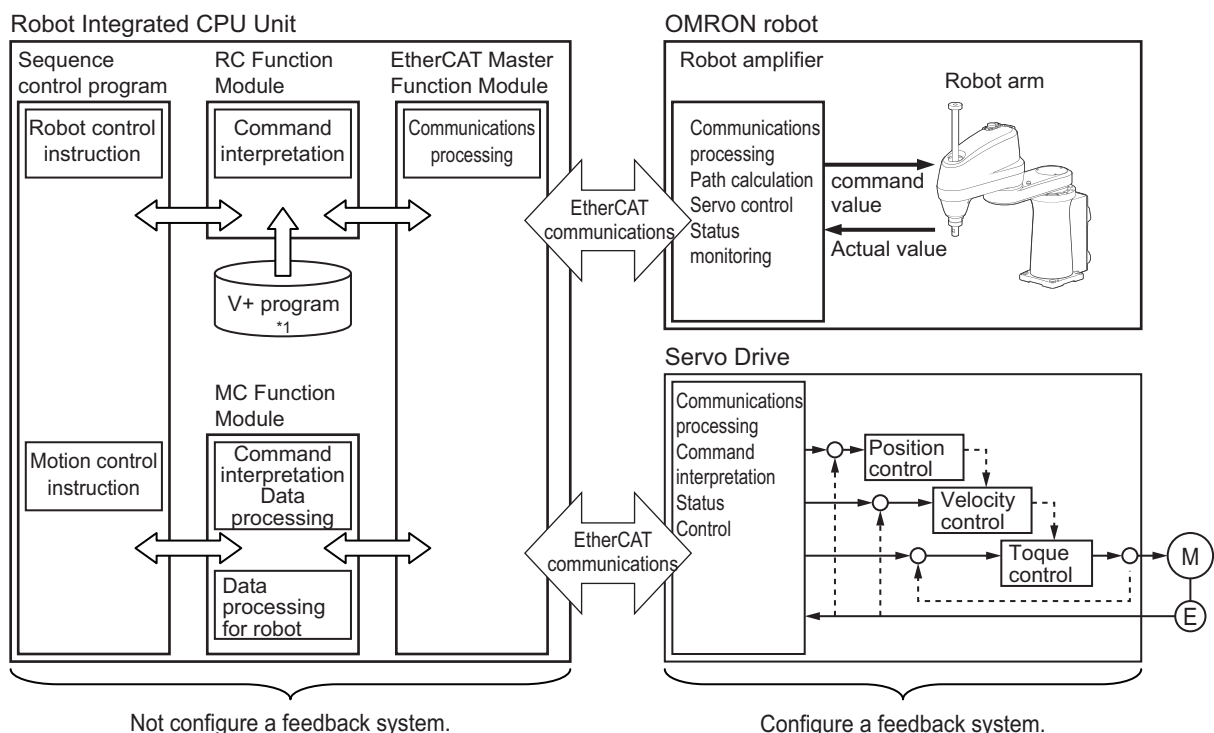 Robot Integrated CPU Unit
Sequence
control program
RC Function
Module
EtherCAT Master
Function Module
Robot control
instruction
Command
interpretation
Communications
processing
V+ program
*1
MC Function
Module
Motion control
instruction
Command
interpretation
Data
processing
Data
processing
for robot
EtherCAT
communications
EtherCAT
communications
OMRON robot
Robot amplifier
Robot arm
Communications
processing
Path calculation
Servo control
Status
monitoring
command
value
Actual value
Servo Drive
Communications
processing
Command
interpretation
Status
Control
Position
control
Velocity
control
Toque
control
M
E
Not configure a feedback system.
Configure a feedback system.